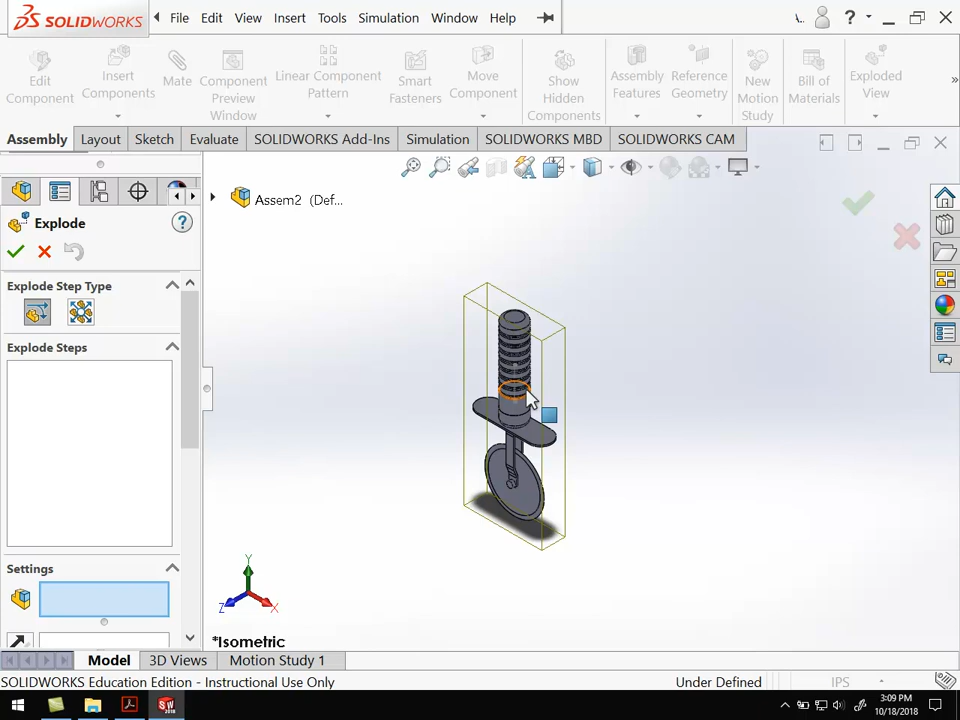 SOLIDWORKS
File Edit View Insert Tools Simulation Window Help
?
Edit Component
Insert Components
Mate
Component Preview Window
Linear Component Pattern
Smart Fasteners
Move Component
Show Hidden Components
Assembly Features
Reference Geometry
New Motion Study
Bill of Materials
Exploded View
Assembly Layout Sketch Evaluate SOLIDWORKS Add-Ins Simulation SOLIDWORKS MBD SOLIDWORKS CAM
Assem2 (Def...
Explode
?
Explode Step Type
Explode Steps
Settings
Y
Z
X
*Isometric
Model 3D Views Motion Study 1
SOLIDWORKS Education Edition - Instructional Use Only
Under Defined
IPS
3:09 PM
10/18/2018
SW
2018